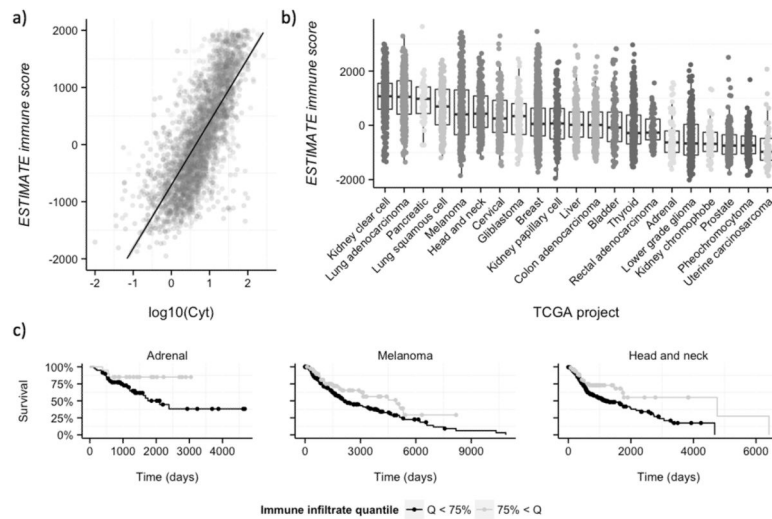 a)
ESTIMATE immune score
2000
1000
0
-1000
-2000
-2
-1
0
1
2
log10(Cyt)
b)
ESTIMATE immune score
2000
0
-2000
Kidney clear cell
Lung adenocarcinoma
Pancreatic
Lung squamous cell
Melanoma
Head and neck
Cervical
Gliblastoma
Breast
Kidney papillary cell
Liver
Colon adenocarcinoma
Bladder
Thyroid
Rectal adenocarcinoma
Adrenal
Lower grade glioma
Kidney chromophobe
Prostate
Pheochromocytoma
Uterine carcinosarcoma
TCGA project
c)
Adrenal
Melanoma
Head and neck
Survival
100%
75%
50%
25%
0%
0 1000 2000 3000 4000
0 3000 6000 9000
0 2000 4000 6000
Time (days)
Time (days)
Time (days)
Immune infiltrate quantile Q < 75% 75% < Q